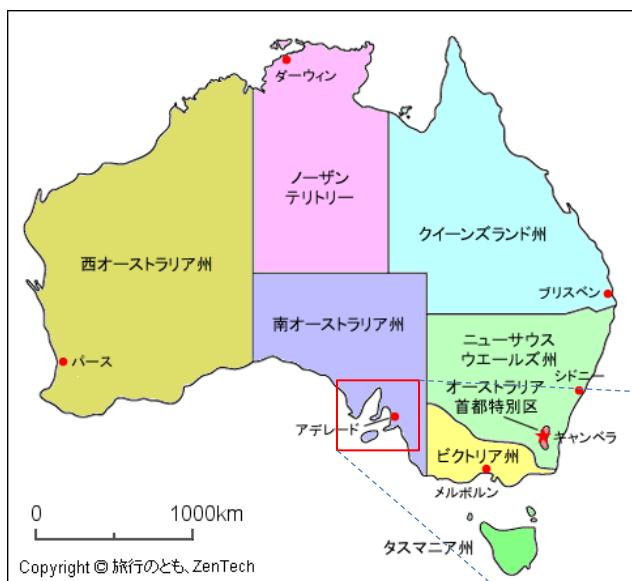 ダーウィン
ノーザン
テリトリー
クイーンズランド州
西オーストラリア州
ブリスベン
南オーストラリア州
ニューサウス
ウエールズ州
パース
シドニー
オーストラリア
首都特別区
アデレード
キャンベラ
ビクトリア州
メルボルン
0 1000km
タスマニア州
Copyright © 旅行のとも、ZenTech